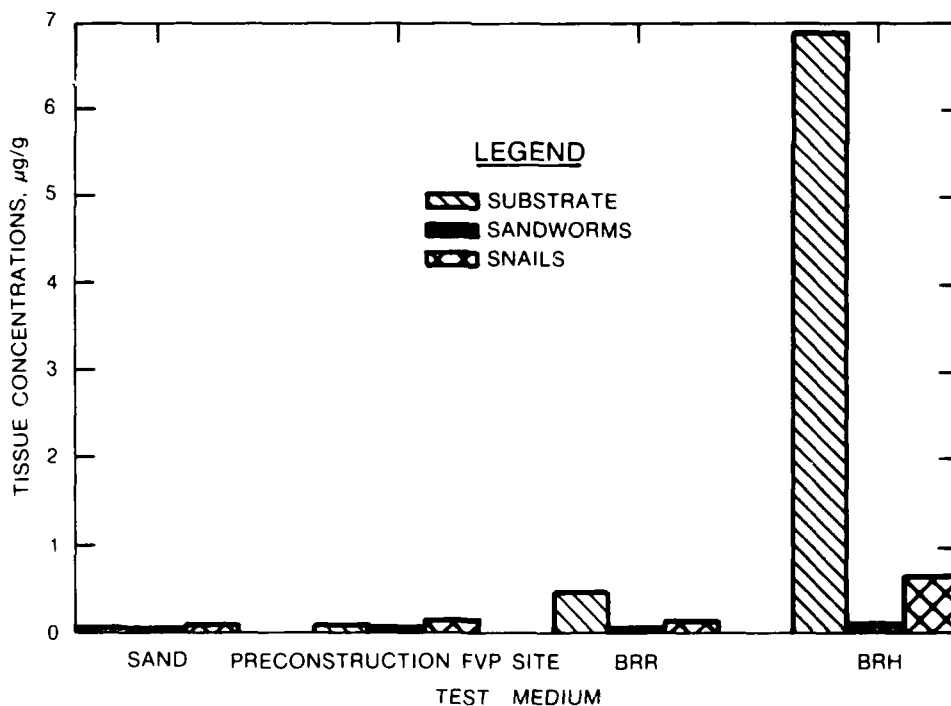 7
6
5
4
3
2
1
0
TISSUE CONCENTRATIONS, µg/g
LEGEND
SUBSTRATE
SANDWORMS
SNAILS
SAND PRECONSTRUCTION FVP SITE BRR BRH
TEST MEDIUM